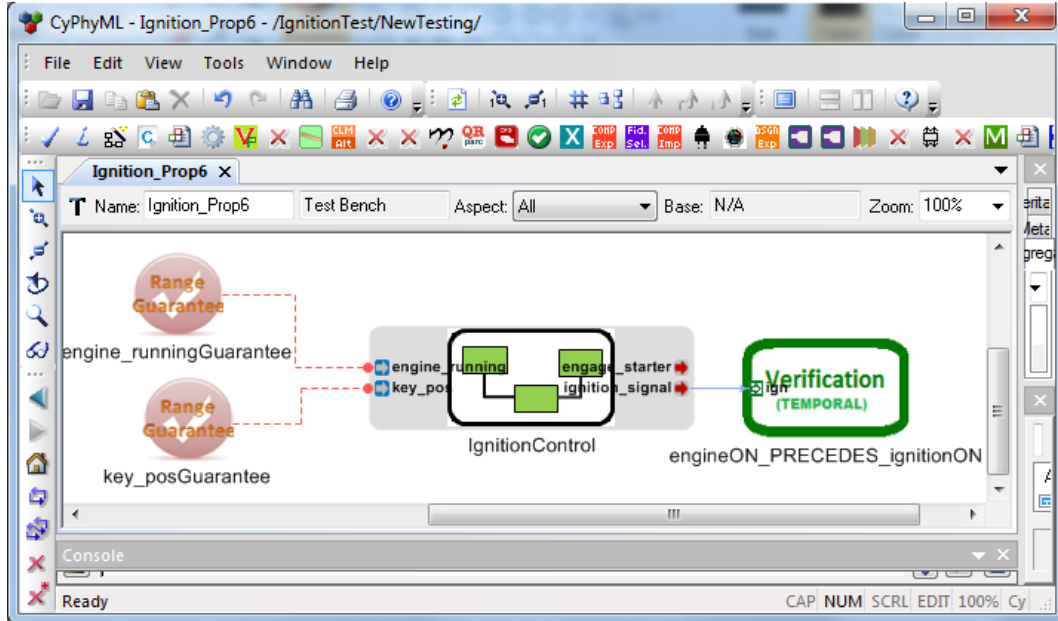 CyPhyML - Ignition_Prop6 - /IgnitionTest/NewTesting/
File Edit View Tools Window Help
CLM Alt
QR parc
COMP Exp
Fid. Sel.
COMP Imp
DSGN Exp
M
Ignition_Prop6 X
T Name: Ignition_Prop6 Test Bench Aspect: All Base: N/A Zoom: 100%
Range Guarantee
engine_runningGuarantee
Range Guarantee
key_posGuarantee
engine_running engage_starter
key_pos ignition_signal
IgnitionControl
Verification
ign
(TEMPORAL)
engineON_PRECEDES_ignitionON
Console
Ready CAP NUM SCRL EDIT 100% Cy